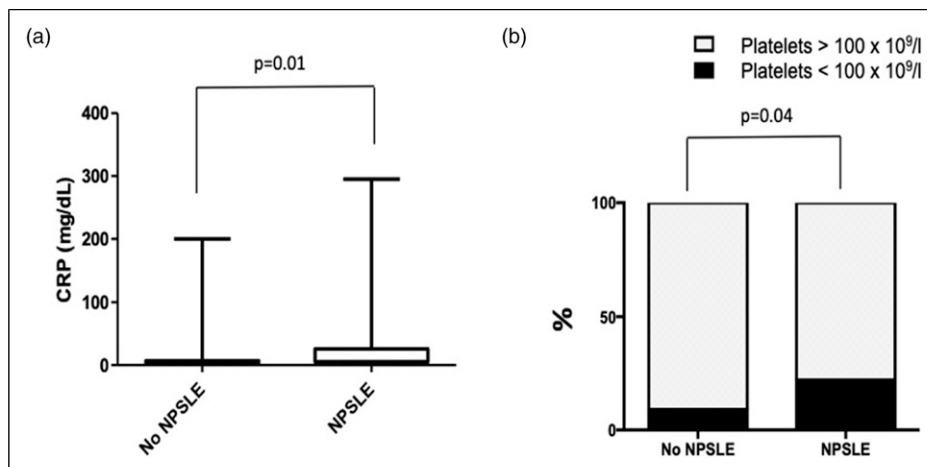 (a)
p=0.01
400
300
200
100
0
CRP (mg/dL)
No NPSLE
NPSLE
(b)
Platelets > 100 x 10⁹/l
Platelets < 100 x 10⁹/l
p=0.04
100
50
0
%
No NPSLE
NPSLE